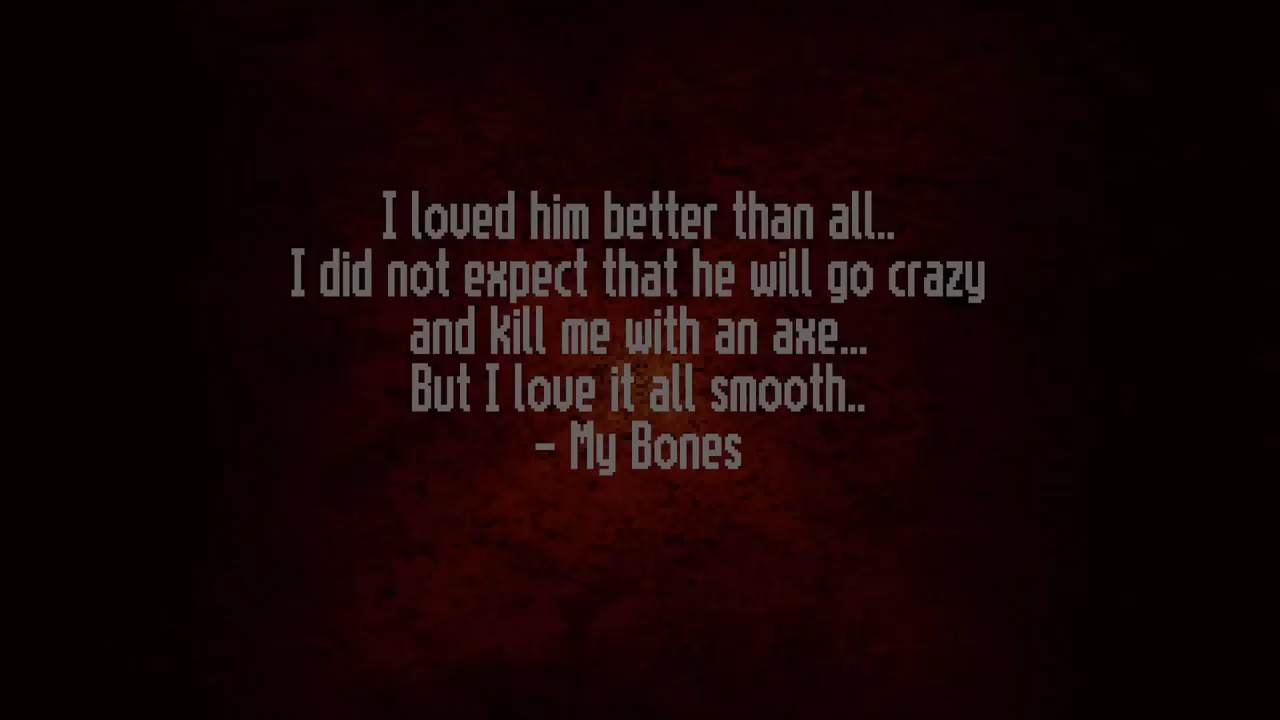 I loved him better than all..
I did not expect that he will go crazy
and kill me with an axe...
But I love it all smooth..
- My Bones